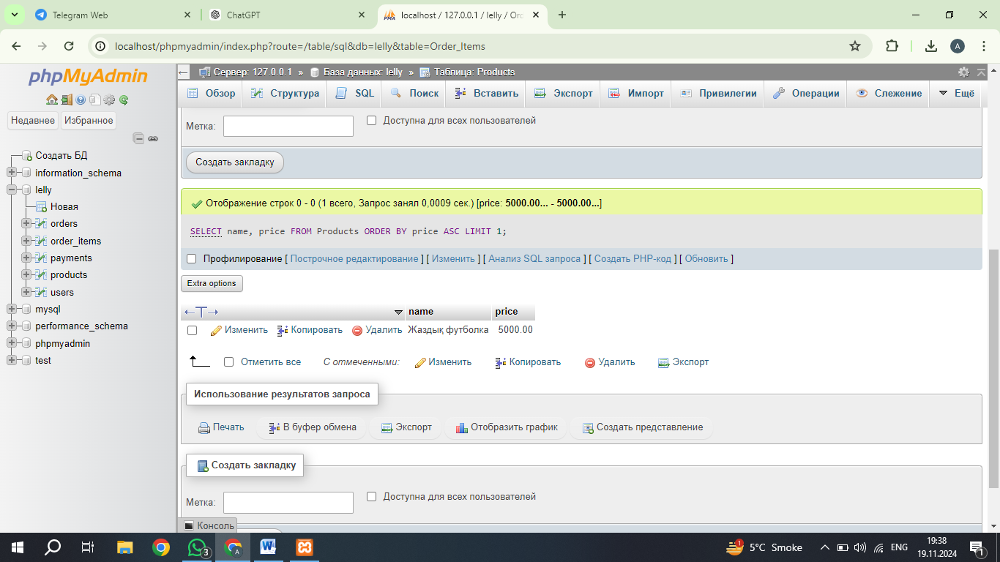 Telegram Web
ChatGPT
localhost / 127.0.0.1 / lelly / Or
localhost/phpmyadmin/index.php?route=/table/sql&db=lelly&table=Order_Items
A
phpMyAdmin
Недавнее Избранное
Создать БД
information_schema
lelly
Новая
orders
order_items
payments
products
users
mysql
performance_schema
phpmyadmin
test
Сервер: 127.0.0.1 » База данных: lelly » Таблица: Products
Обзор Структура SQL Поиск Вставить Экспорт Импорт Привилегии Операции Слежение Ещё
Метка: Доступна для всех пользователей
Создать закладку
Отображение строк 0 - 0 (1 всего, Запрос занял 0,0009 сек.) [price: 5000.00... - 5000.00...]
SELECT name, price FROM Products ORDER BY price ASC LIMIT 1;
Профилирование [ Построчное редактирование ] [ Изменить ] [ Анализ SQL запроса ] [ Создать PHP-код ] [ Обновить ]
Extra options
←T→ name price
Изменить Копировать Удалить Жаздық футболка 5000.00
Отметить все С отмеченными: Изменить Копировать Удалить Экспорт
Использование результатов запроса
Печать В буфер обмена Экспорт Отобразить график Создать представление
Создать закладку
Метка: Доступна для всех пользователей
Консоль
3
A
1
5°C Smoke
ENG
19:38
19.11.2024
1